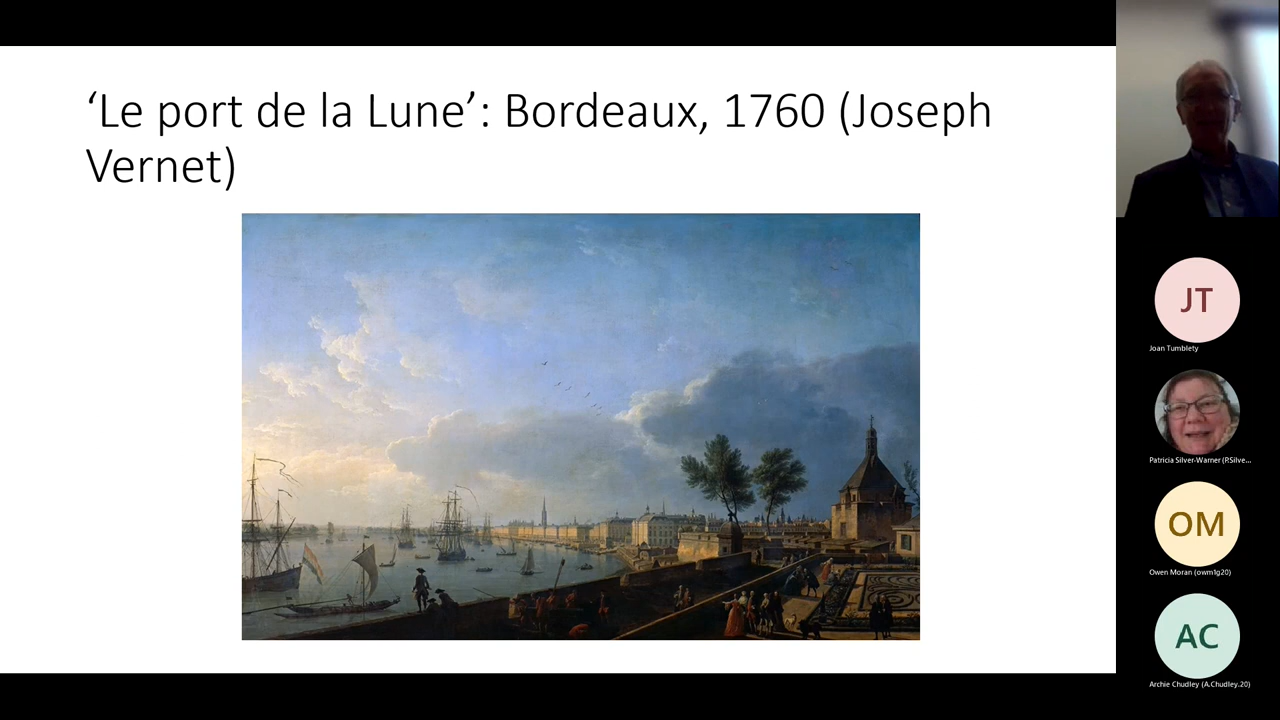 ‘Le port de la Lune’: Bordeaux, 1760 (Joseph
Vernet)
JT
Joan Tumblety
Patricia Silver-Warner (P.Silve...
OM
Owen Moran (owm1g20)
AC
Archie Chudley (A.Chudley.20)